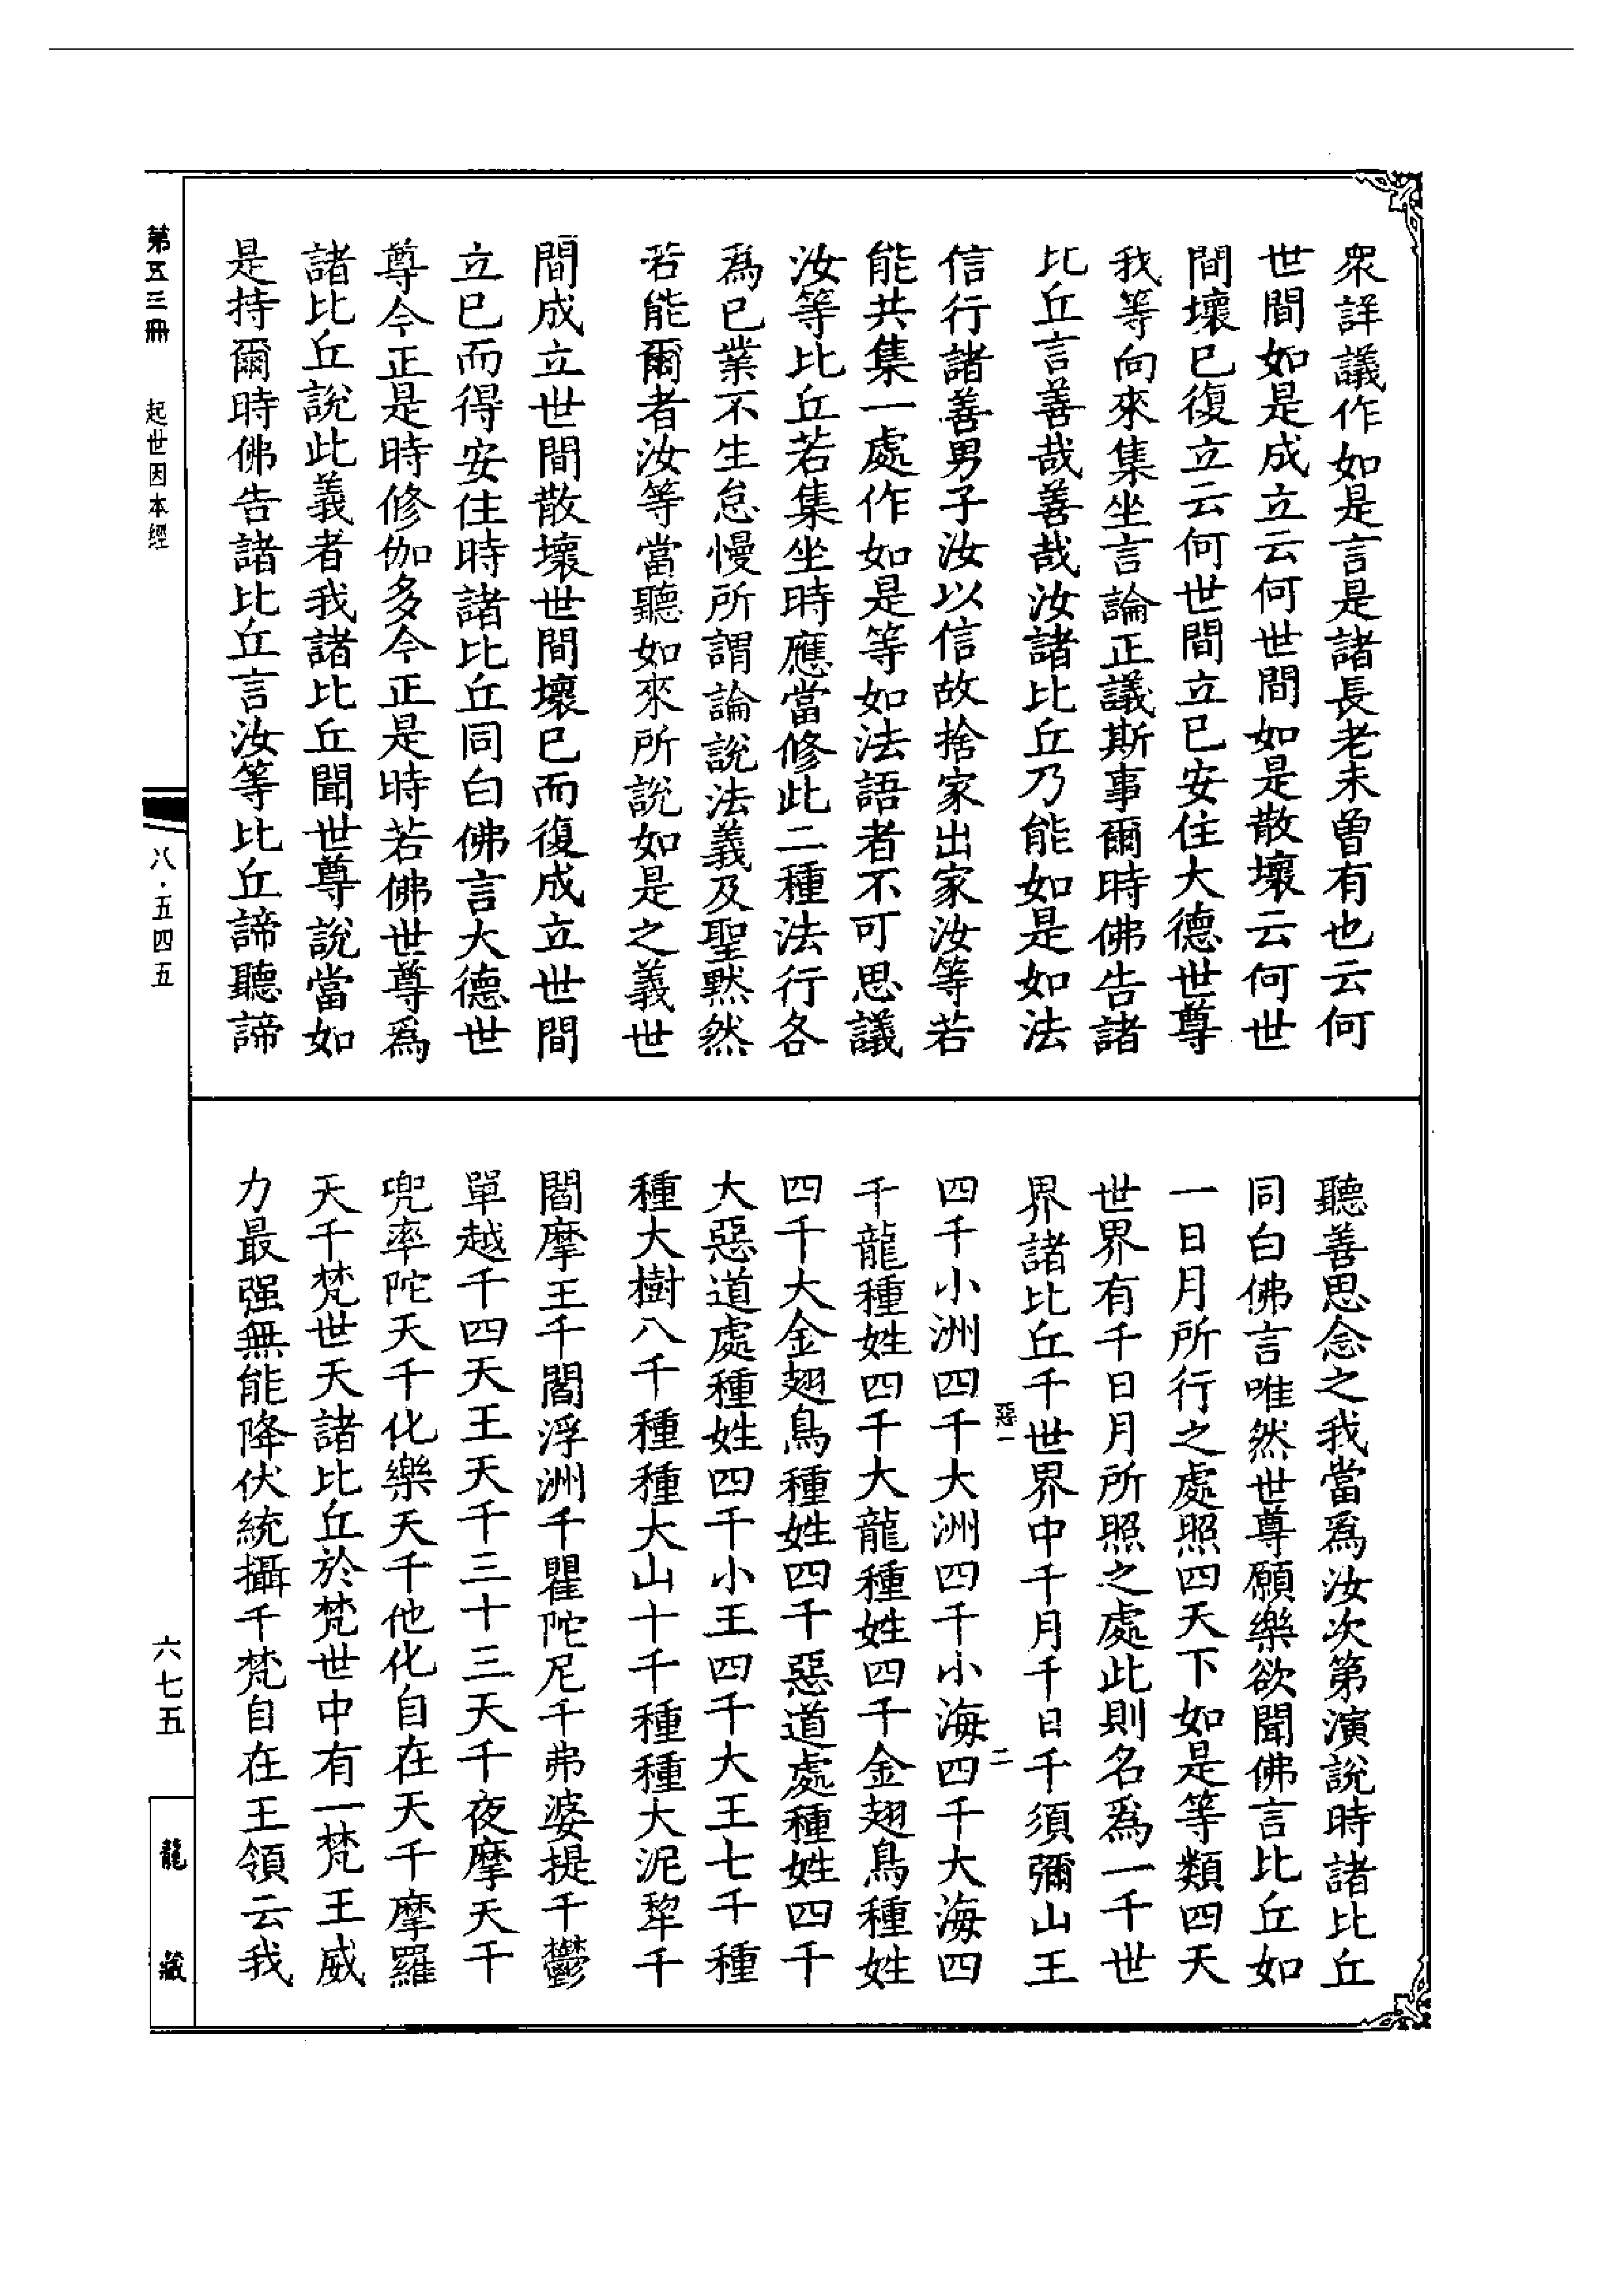 衆詳議作如是言是諸長老未曾有也云何
世間如是成立云何世間如是散壞云何世
間壞已復立云何世間立已安住大德世尊
我等向來集坐言論正議斯事爾時佛告諸
比丘言善哉善哉汝諸比丘乃能如是如法
信行諸善男子汝以信故捨家出家汝等若
能共集一處作如是等如法語者不可思議
汝等比丘若集坐時應當修此二種法行各
爲已業不生怠慢所謂論說法義及聖默然
若能爾者汝等當聽如來所說如是之義世
間成立世間散壞世間壞已而復成立世間
立已而得安住時諸比丘同白佛言大德世
尊今正是時修伽多今正是時若佛世尊爲
諸比丘說此義者我諸比丘聞世尊說當如
是持爾時佛告諸比丘言汝等比丘諦聽諦
聽善思念之我當爲汝次第演說時諸比丘
同白佛言唯然世尊願樂欲聞佛言比丘如
一日月所行之處照四天下如是等類四天
世界有千日月所照之處此則名爲一千世
界諸比丘千世界中千月千日千須彌山王
惡一
二
四千小洲四千大洲四千小海四千大海四
千龍種姓四千大龍種姓四千金翅鳥種姓
四千大金翅鳥種姓四千惡道處種姓四千
大惡道處種姓四千小王四千大王七千種
種大樹八千種種大山十千種種大泥犂千
閻摩王千閻浮洲千瞿陀尼千弗婆提千鬱
單越千四天王天千三十三天千夜摩天千
兜率陀天千化樂天千他化自在天千摩羅
天千梵世天諸比丘於梵世中有一梵王威
力最强無能降伏統攝千梵自在王領云我
第五三冊
起世因本經
八·五四五
六七五
龍藏